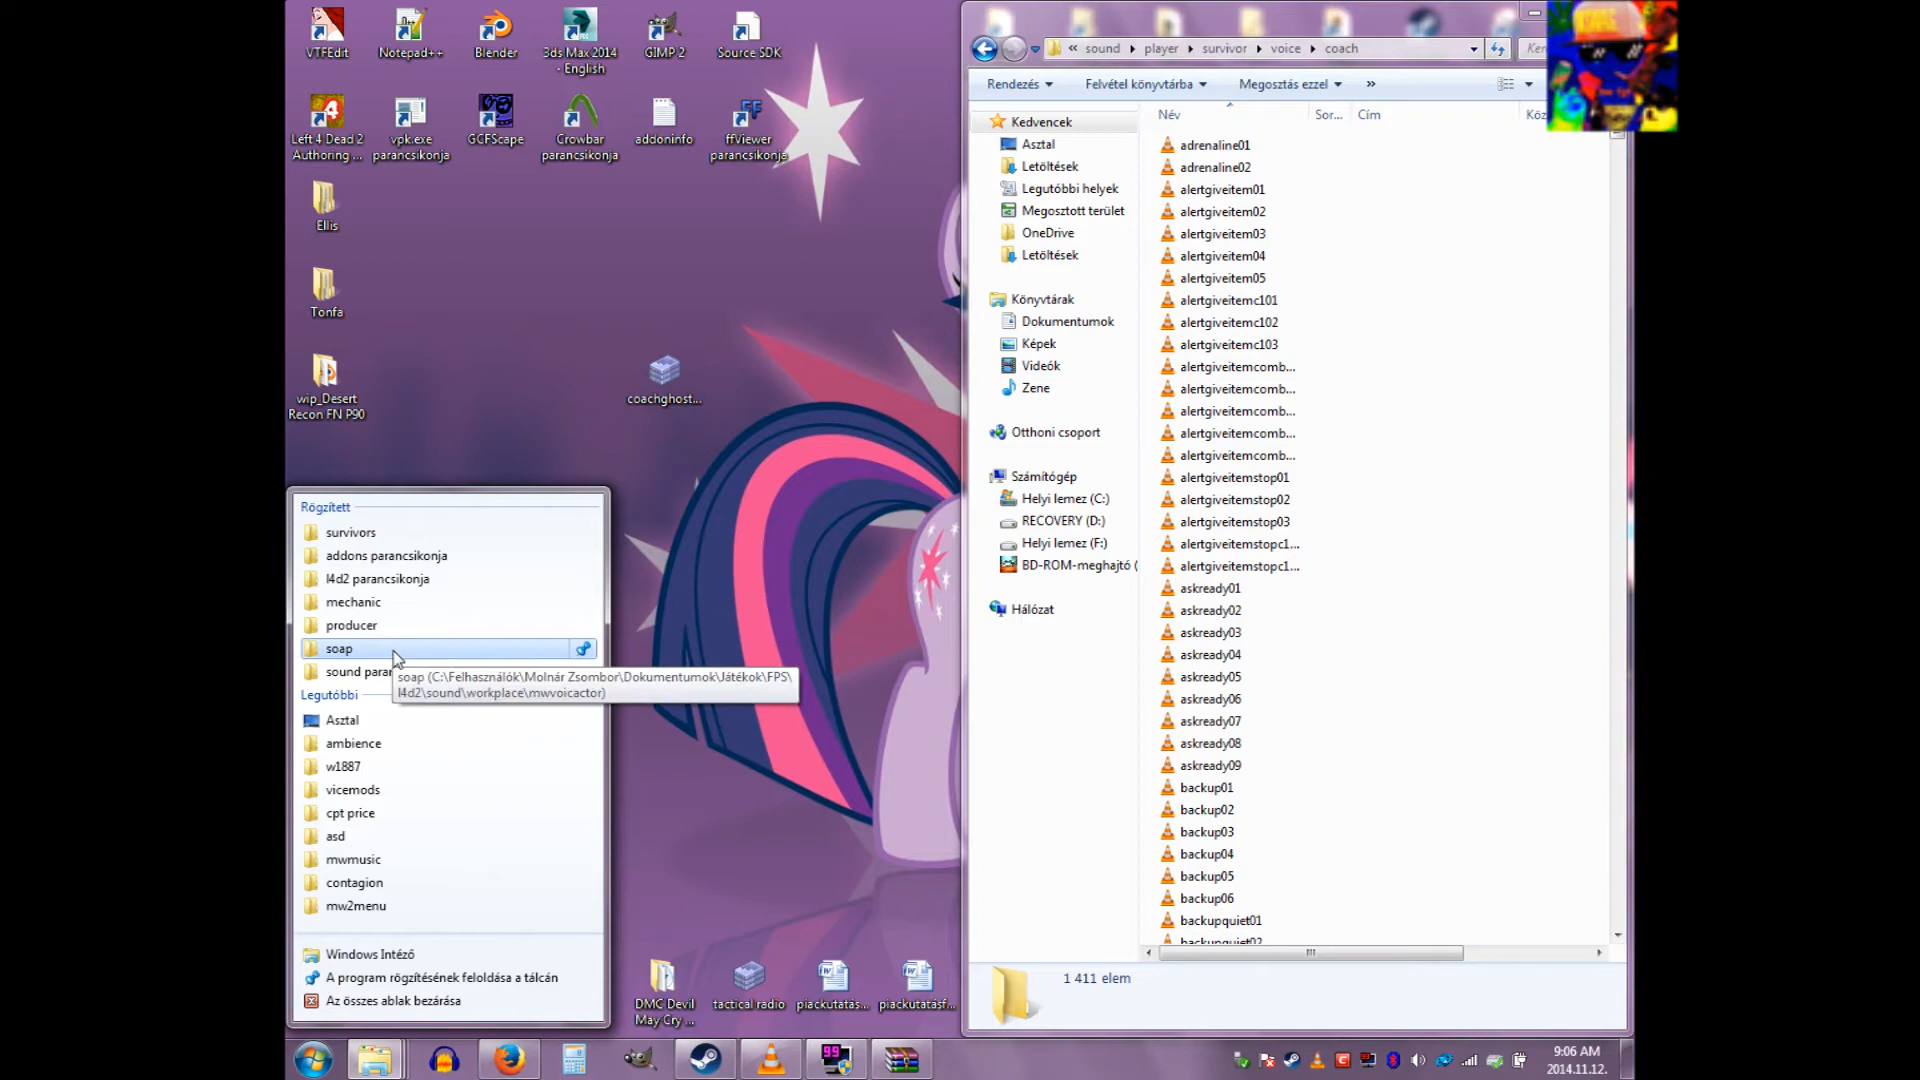 VTFEdit
Notepad++
Blender
3ds Max 2014
- English
GIMP 2
Source SDK
Left 4 Dead 2
Authoring ...
vpk.exe
parancsikonja
GCFScape
Crowbar
parancsikonja
addoninfo
ffViewer
parancsikonja
Ellis
Tonfa
wip_Desert
Recon FN P90
coachghost...
Rögzített
survivors
addons parancsikonja
l4d2 parancsikonja
mechanic
producer
soap
sound paran
soap (C:\Felhasználók\Molnár Zsombor\Dokumentumok\Játékok\FPS\
l4d2\sound\workplace\mwvoicactor)
Legutóbbi
Asztal
ambience
w1887
vicemods
cpt price
asd
mwmusic
contagion
mw2menu
Windows Intéző
A program rögzítésének feloldása a tálcán
Az összes ablak bezárása
DMC Devil
May Cry ...
tactical radio
piackutatas...
piackutatásf...
« sound player survivor voice coach
Rendezés
Felvétel könyvtárba
Megosztás ezzel
»
Név
Sor...
Cím
Köz
Kedvencek
Asztal
Letöltések
Legutóbbi helyek
Megosztott terület
OneDrive
Letöltések
Könyvtárak
Dokumentumok
Képek
Videók
Zene
Otthoni csoport
Számítógép
Helyi lemez (C:)
RECOVERY (D:)
Helyi lemez (F:)
BD-ROM-meghajtó (
Hálózat
adrenaline01
adrenaline02
alertgiveitem01
alertgiveitem02
alertgiveitem03
alertgiveitem04
alertgiveitem05
alertgiveitemc101
alertgiveitemc102
alertgiveitemc103
alertgiveitemcomb...
alertgiveitemcomb...
alertgiveitemcomb...
alertgiveitemcomb...
alertgiveitemcomb...
alertgiveitemstop01
alertgiveitemstop02
alertgiveitemstop03
alertgiveitemstopc1...
alertgiveitemstopc1...
askready01
askready02
askready03
askready04
askready05
askready06
askready07
askready08
askready09
backup01
backup02
backup03
backup04
backup05
backup06
backupquiet01
backupquiet02
1 411 elem
99
9:06 AM
2014.11.12.